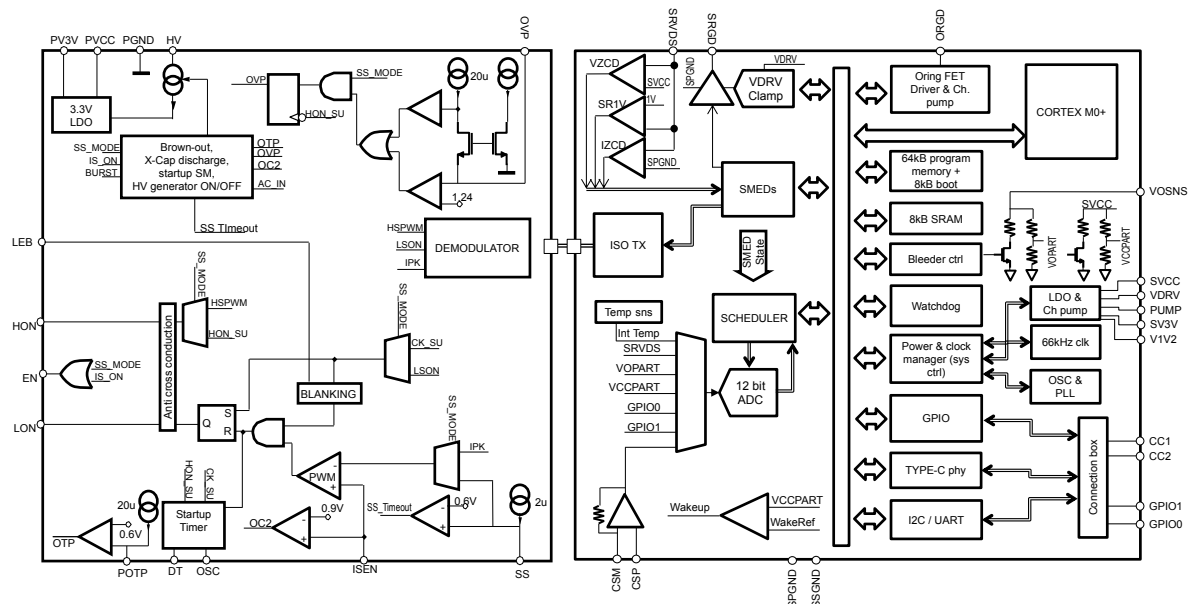 PV3V
PVCC
PGND
HV
OVP
3.3V
LDO
OVP
SS_MODE
HON_SU
20u
1.24
SS_MODE
IS_ON
BURST
Brown-out,
X-Cap discharge,
startup SM,
HV generator ON/OFF
OTP
OVP
OC2
AC_IN
SS TImeout
HSPWM
LSON
IPK
DEMODULATOR
LEB
HON
EN
LON
SS_MODE
HSPWM
HON_SU
Anti cross conduction
SS_MODE
IS_ON
SS_MODE
CK_SU
LSON
BLANKING
Q
S
R
PWM
-
+
SS_MODE
IPK
HON_SU
CK_SU
20u
0.6V
OTP
Startup
Timer
OC2
0.9V
-
+
SS_Timeout
0.6V
-
+
2u
POTP
DT
OSC
ISEN
SS
SRVDS
SRGD
ORGD
VZCD
SVCC
SR1V
1V
IZCD
SPGND
SPGND
VDRV
VDRV
Clamp
SMEDs
ISO TX
SMED
State
Temp sns
Int Temp
SRVDS
VOPART
VCCPART
GPIO0
GPIO1
SCHEDULER
12 bit
ADC
Wakeup
VCCPART
WakeRef
CSM
CSP
SPGND
SSGND
Oring FET
Driver & Ch.
pump
CORTEX M0+
64kB program
memory +
8kB boot
8kB SRAM
Bleeder ctrl
Watchdog
Power & clock
manager (sys
ctrl)
GPIO
TYPE-C phy
I2C / UART
VOPART
SVCC
VCCPART
LDO &
Ch pump
66kHz clk
OSC &
PLL
Connection box
VOSNS
SVCC
VDRV
PUMP
SV3V
V1V2
CC1
CC2
GPIO1
GPIO0